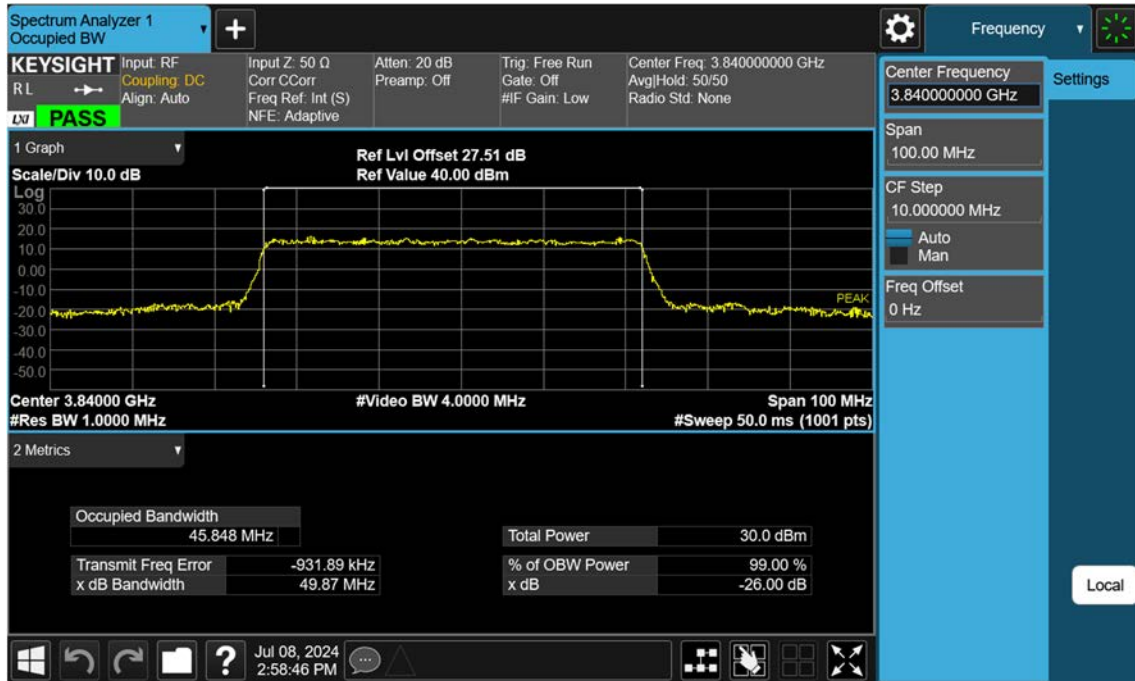 Spectrum Analyzer 1
Occupied BW
+
Frequency
KEYSIGHT
R L
LXI PASS
Input: RF
Coupling: DC
Align: Auto
Input Z: 50 Ω
Corr CCorr
Freq Ref: Int (S)
NFE: Adaptive
Atten: 20 dB
Preamp: Off
Trig: Free Run
Gate: Off
#IF Gain: Low
Center Freq: 3.840000000 GHz
Avg|Hold: 50/50
Radio Std: None
Center Frequency
3.840000000 GHz
Settings
Span
100.00 MHz
CF Step
10.000000 MHz
Auto
Man
Freq Offset
0 Hz
Local
1 Graph
Scale/Div 10.0 dB
Ref Lvl Offset 27.51 dB
Ref Value 40.00 dBm
Log
30.0
20.0
10.0
0.00
-10.0
-20.0
-30.0
-40.0
-50.0
PEAK
Center 3.84000 GHz
#Video BW 4.0000 MHz
Span 100 MHz
#Res BW 1.0000 MHz
#Sweep 50.0 ms (1001 pts)
2 Metrics
Occupied Bandwidth
45.848 MHz
Total Power 30.0 dBm
Transmit Freq Error -931.89 kHz
% of OBW Power 99.00 %
x dB Bandwidth 49.87 MHz
x dB -26.00 dB
?
Jul 08, 2024
2:58:46 PM